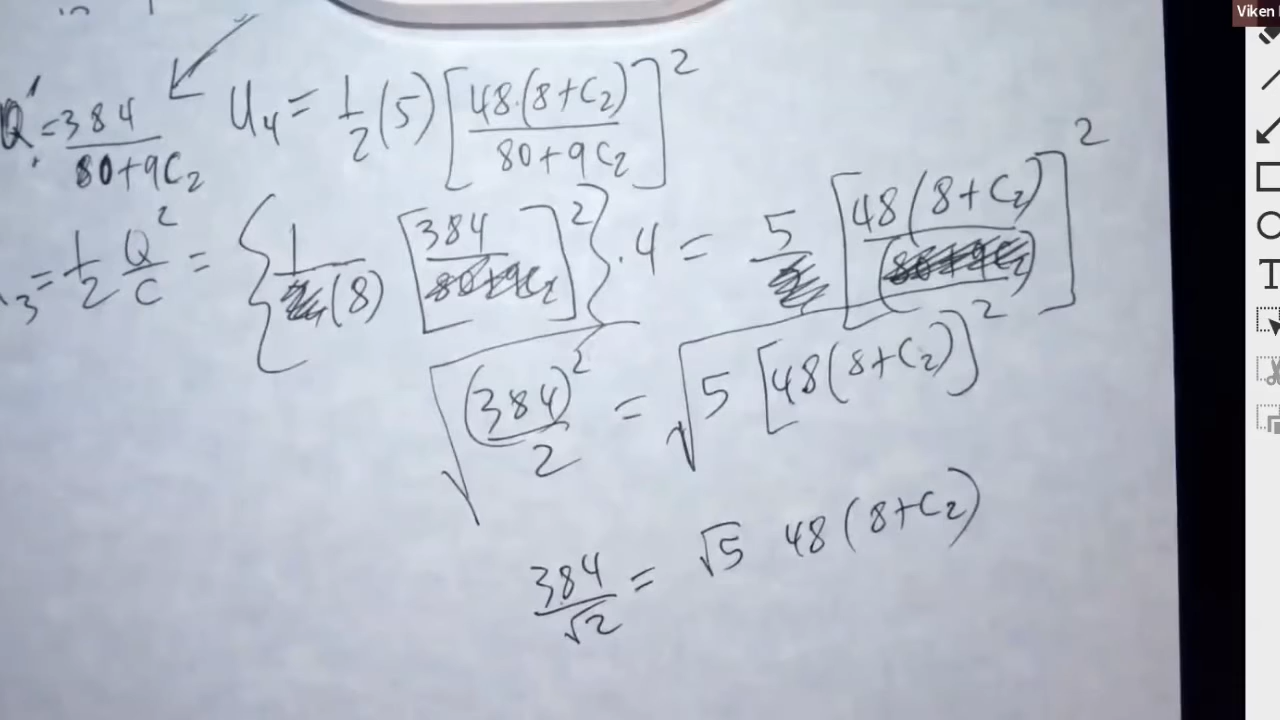 Viken
Q' = 384 / 80+9C₂
U₄ = 1/2 (5) [48·(8+C₂) / 80+9C₂]²
₃ = 1/2 Q²/C = { 1/(8) [384 / 80+9C₂]² } · 4 = 5 [48(8+C₂) / (80+9C₂)]²
√((384)²/2) = √(5 [48(8+C₂)]²)
384/√2 = √5 48(8+C₂)
T